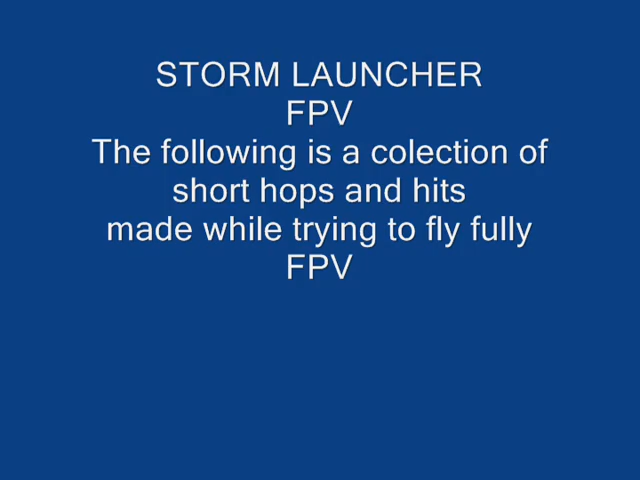 STORM LAUNCHER
FPV
The following is a colection of
short hops and hits
made while trying to fly fully
FPV